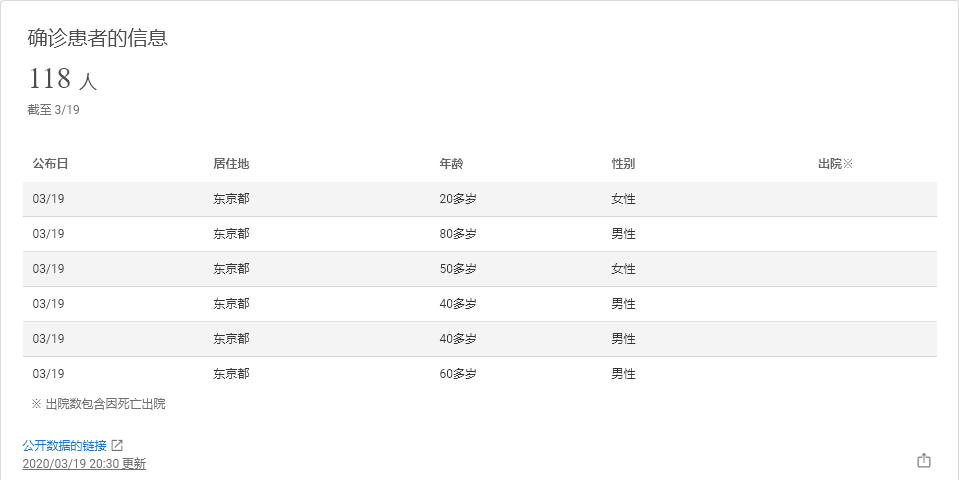 确诊患者的信息
118 人
截至 3/19
公布日 居住地 年龄 性别 出院※
03/19 东京都 20多岁 女性
03/19 东京都 80多岁 男性
03/19 东京都 50多岁 女性
03/19 东京都 40多岁 男性
03/19 东京都 40多岁 男性
03/19 东京都 60多岁 男性
※ 出院数包含因死亡出院
公开数据的链接
2020/03/19 20:30 更新